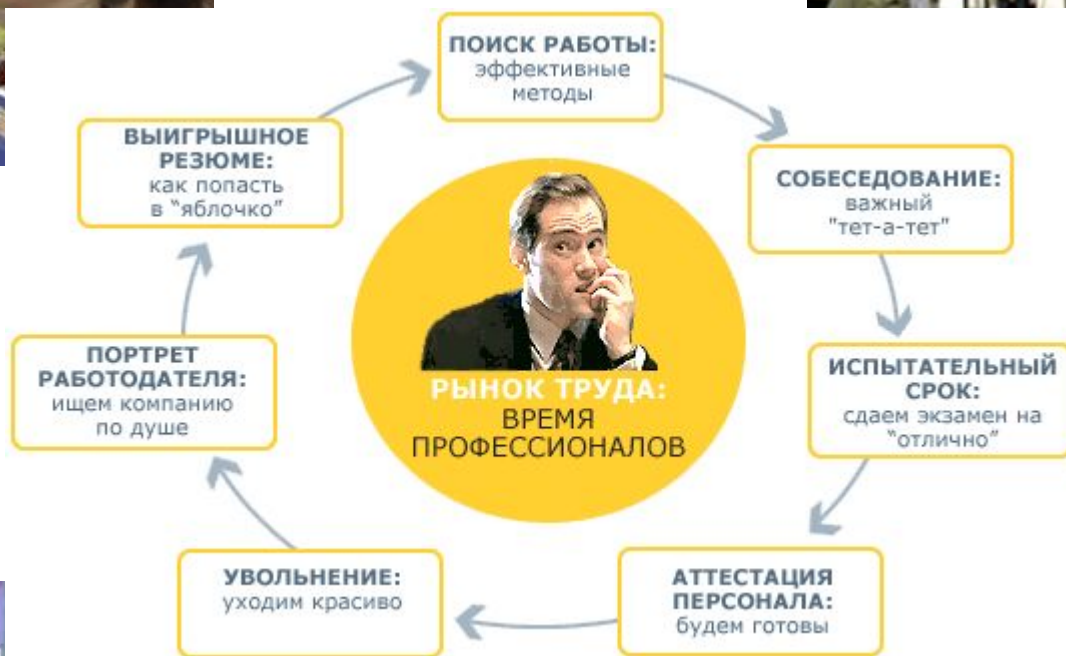 ПОИСК РАБОТЫ:
эффективные
методы
СОБЕСЕДОВАНИЕ:
важный
"тет-а-тет"
ИСПЫТАТЕЛЬНЫЙ
СРОК:
сдаем экзамен на
“отлично”
АТТЕСТАЦИЯ
ПЕРСОНАЛА:
будем готовы
УВОЛЬНЕНИЕ:
уходим красиво
ПОРТРЕТ
РАБОТОДАТЕЛЯ:
ищем компанию
по душе
ВЫИГРЫШНОЕ
РЕЗЮМЕ:
как попасть
в “яблочко”
РЫНОК ТРУДА:
ВРЕМЯ
ПРОФЕССИОНАЛОВ